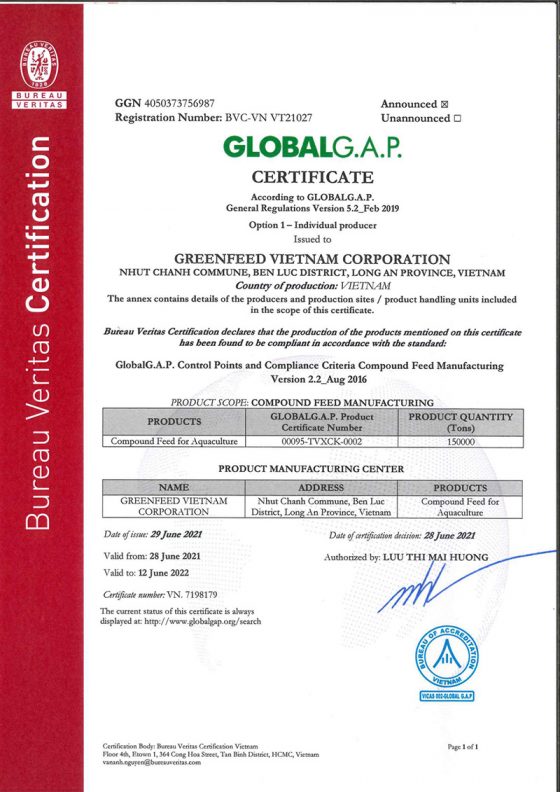 BUREAU VERITAS
1828
BUREAU
VERITAS
Bureau Veritas Certification
GGN 4050373756987
Announced ☒
Registration Number: BVC-VN VT21027
Unannounced ☐
GLOBALG.A.P.
CERTIFICATE
According to GLOBALG.A.P.
General Regulations Version 5.2_Feb 2019
Option 1 – Individual producer
Issued to
GREENFEED VIETNAM CORPORATION
NHUT CHANH COMMUNE, BEN LUC DISTRICT, LONG AN PROVINCE, VIETNAM
Country of production: VIETNAM
The annex contains details of the producers and production sites / product handling units included
in the scope of this certificate.
Bureau Veritas Certification declares that the production of the products mentioned on this certificate
has been found to be compliant in accordance with the standard:
GlobalG.A.P. Control Points and Compliance Criteria Compound Feed Manufacturing
Version 2.2_Aug 2016
PRODUCT SCOPE: COMPOUND FEED MANUFACTURING
PRODUCTS
GLOBALG.A.P. Product
Certificate Number
PRODUCT QUANTITY
(Tons)
Compound Feed for Aquaculture
00095-TVXCK-0002
150000
PRODUCT MANUFACTURING CENTER
NAME
ADDRESS
PRODUCTS
GREENFEED VIETNAM
CORPORATION
Nhut Chanh Commune, Ben Luc
District, Long An Province, Vietnam
Compound Feed for
Aquaculture
Date of issue: 29 June 2021
Date of certification decision: 28 June 2021
Valid from: 28 June 2021
Authorized by: LUU THI MAI HUONG
Valid to: 12 June 2022
Certificate number: VN. 7198179
The current status of this certificate is always
displayed at: http://www.globalgap.org/search
BUREAU OF ACCREDITATION
VIETNAM
VICAS 002-GLOBAL G.A.P
Certification Body: Bureau Veritas Certification Vietnam
Floor 4th, Etown 1, 364 Cong Hoa Street, Tan Binh District, HCMC, Vietnam
vananh.nguyen@bureauveritas.com
Page 1 of 1